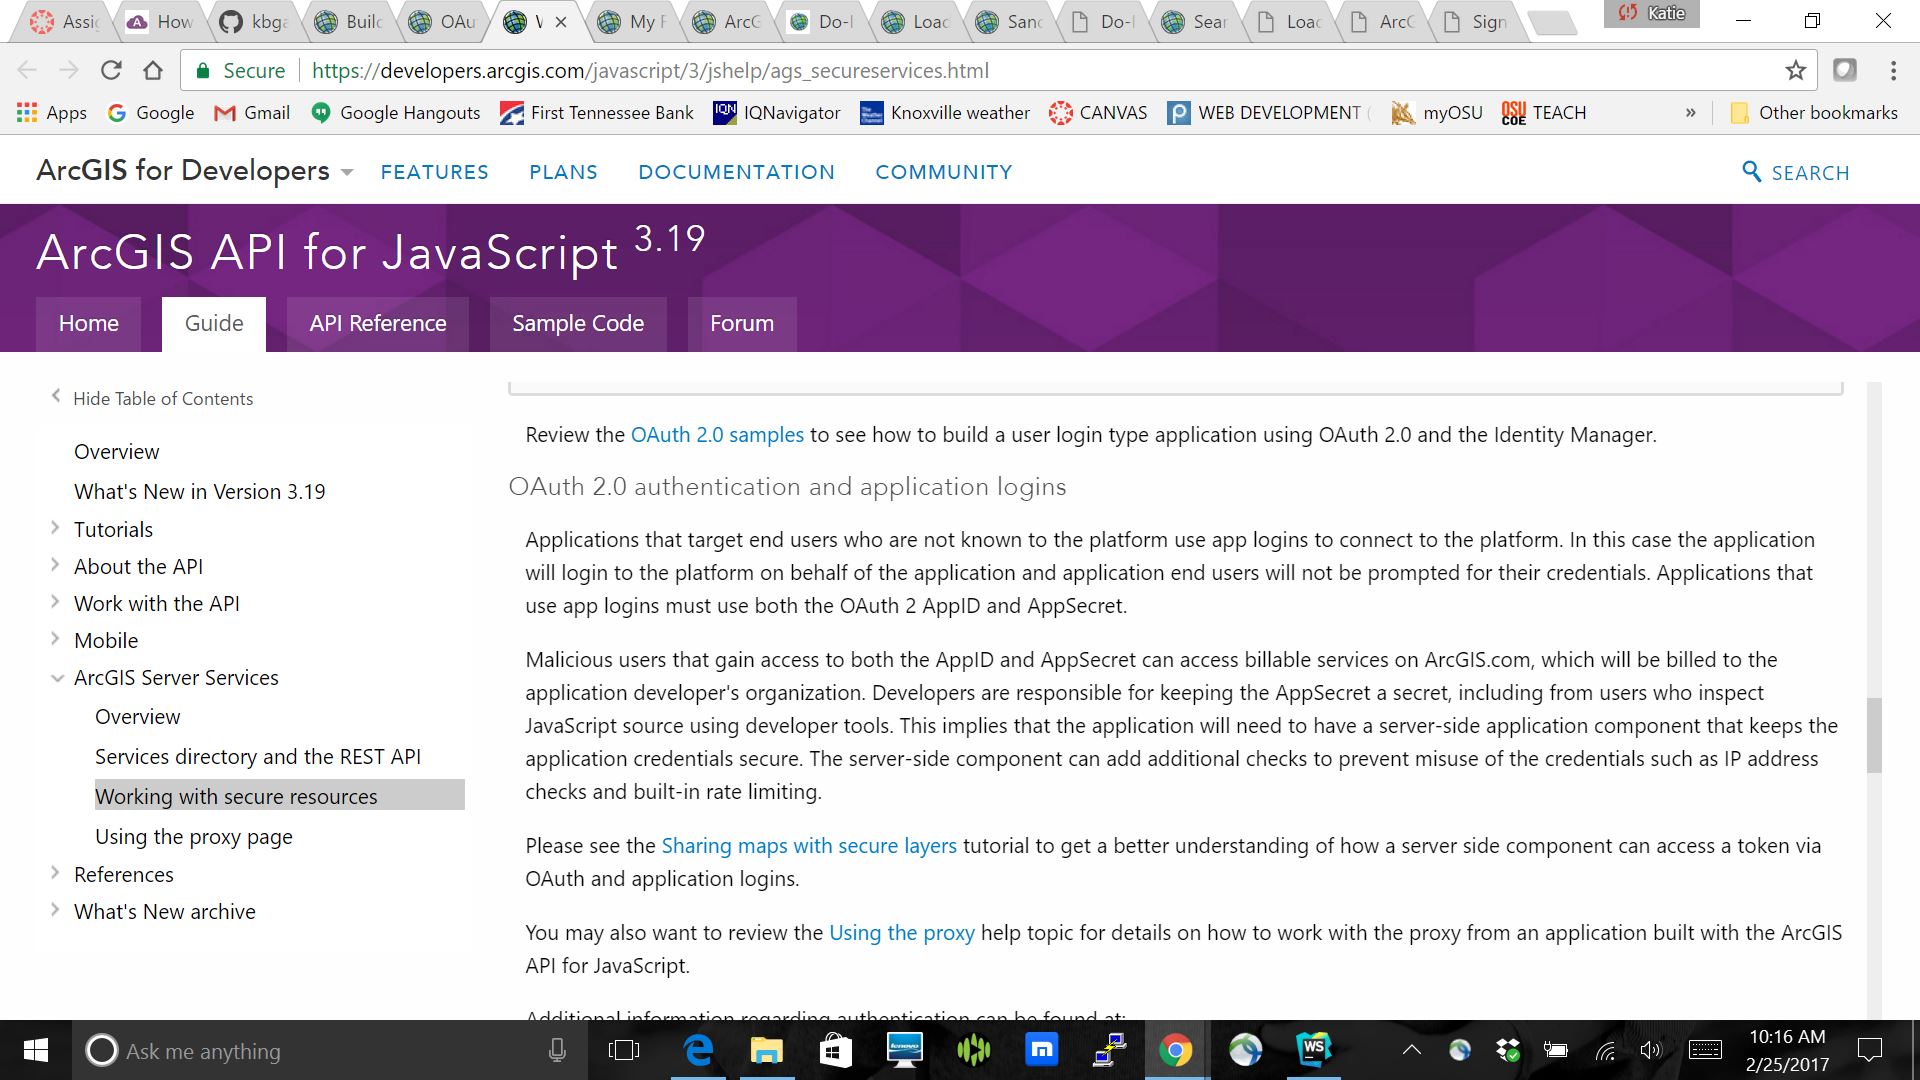 Assig
How
kbga
Build
OAu
My F
ArcG
Do-I
Load
Sand
Do-I
Sear
Load
ArcG
Sign
Katie
Secure
https://developers.arcgis.com/javascript/3/jshelp/ags_secureservices.html
Apps
Google
Gmail
Google Hangouts
First Tennessee Bank
IQNavigator
Knoxville weather
CANVAS
WEB DEVELOPMENT (
myOSU
TEACH
» Other bookmarks
ArcGIS for Developers FEATURES PLANS DOCUMENTATION COMMUNITY SEARCH
ArcGIS API for JavaScript 3.19
Home Guide API Reference Sample Code Forum
Hide Table of Contents
Overview
What's New in Version 3.19
Tutorials
About the API
Work with the API
Mobile
ArcGIS Server Services
Overview
Services directory and the REST API
Working with secure resources
Using the proxy page
References
What's New archive
Review the OAuth 2.0 samples to see how to build a user login type application using OAuth 2.0 and the Identity Manager.
OAuth 2.0 authentication and application logins
Applications that target end users who are not known to the platform use app logins to connect to the platform. In this case the application
will login to the platform on behalf of the application and application end users will not be prompted for their credentials. Applications that
use app logins must use both the OAuth 2 AppID and AppSecret.
Malicious users that gain access to both the AppID and AppSecret can access billable services on ArcGIS.com, which will be billed to the
application developer's organization. Developers are responsible for keeping the AppSecret a secret, including from users who inspect
JavaScript source using developer tools. This implies that the application will need to have a server-side application component that keeps the
application credentials secure. The server-side component can add additional checks to prevent misuse of the credentials such as IP address
checks and built-in rate limiting.
Please see the Sharing maps with secure layers tutorial to get a better understanding of how a server side component can access a token via
OAuth and application logins.
You may also want to review the Using the proxy help topic for details on how to work with the proxy from an application built with the ArcGIS
API for JavaScript.
Additional information regarding authentication can be found at:
Ask me anything
10:16 AM
2/25/2017